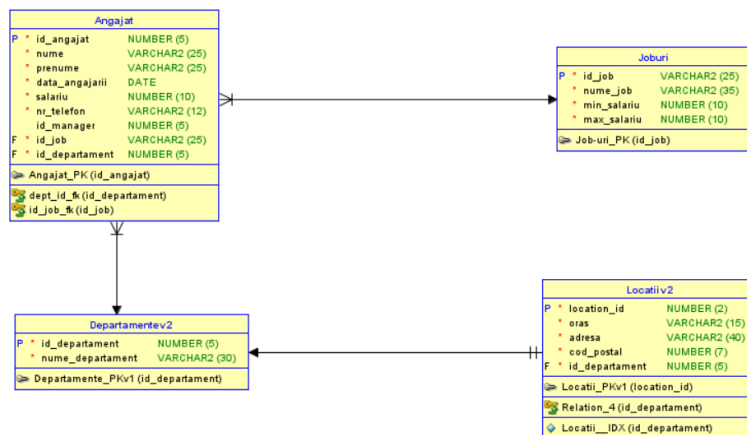 Angajat
P * id_angajat NUMBER (5)
* nume VARCHAR2 (25)
* prenume VARCHAR2 (25)
* data_angajarii DATE
* salariu NUMBER (10)
* nr_telefon VARCHAR2 (12)
id_manager NUMBER (5)
F * id_job VARCHAR2 (25)
F * id_departament NUMBER (5)
Angajat_PK (id_angajat)
dept_id_fk (id_departament)
id_job_fk (id_job)
Joburi
P * id_job VARCHAR2 (25)
* nume_job VARCHAR2 (35)
* min_salariu NUMBER (10)
* max_salariu NUMBER (10)
Job-uri_PK (id_job)
Departamentev2
P * id_departament NUMBER (5)
* nume_departament VARCHAR2 (30)
Departamente_PKv1 (id_departament)
Locatiiv2
P * location_id NUMBER (2)
* oras VARCHAR2 (15)
* adresa VARCHAR2 (40)
* cod_postal NUMBER (7)
F * id_departament NUMBER (5)
Locatii_PKv1 (location_id)
Relation_4 (id_departament)
Locatii__IDX (id_departament)